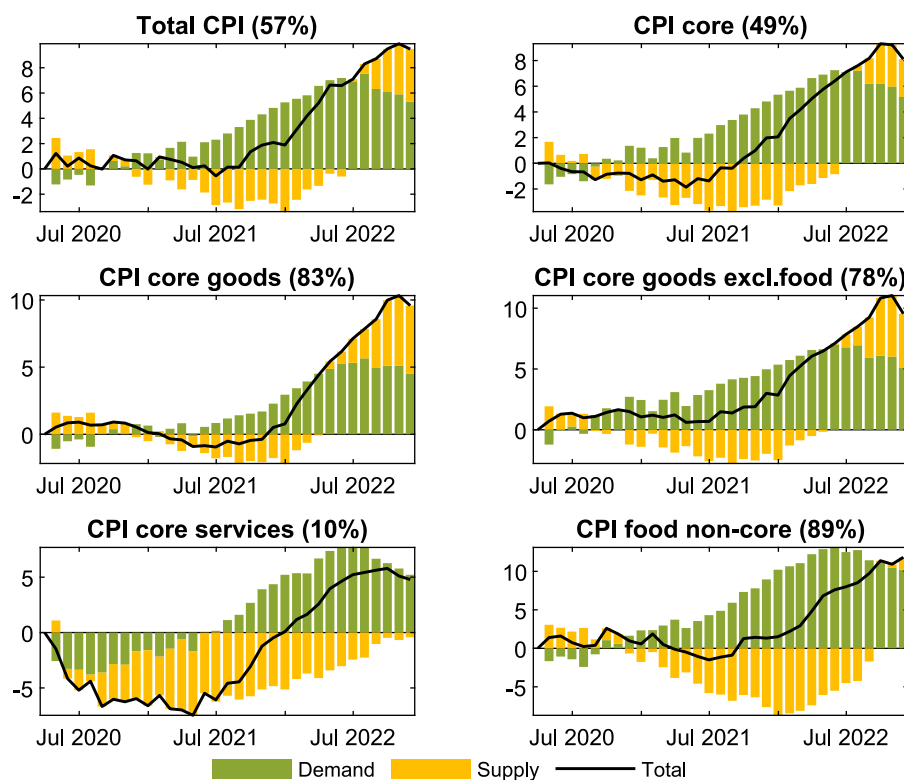 Total CPI (57%)
8
6
4
2
0
-2
Jul 2020 Jul 2021 Jul 2022
CPI core (49%)
8
6
4
2
0
-2
Jul 2020 Jul 2021 Jul 2022
CPI core goods (83%)
10
5
0
Jul 2020 Jul 2021 Jul 2022
CPI core goods excl.food (78%)
10
5
0
Jul 2020 Jul 2021 Jul 2022
CPI core services (10%)
5
0
-5
Jul 2020 Jul 2021 Jul 2022
CPI food non-core (89%)
10
5
0
-5
Jul 2020 Jul 2021 Jul 2022
Demand Supply Total